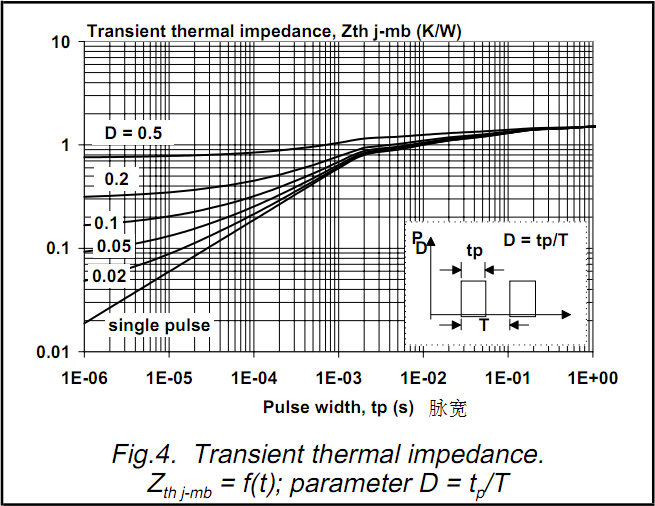 Transient thermal impedance, Zth j-mb (K/W)
10
1
0.1
0.01
D = 0.5
0.2
0.1
0.05
0.02
single pulse
PD
tp
D = tp/T
T
1E-06 1E-05 1E-04 1E-03 1E-02 1E-01 1E+00
Pulse width, tp (s) 脉宽
Fig.4. Transient thermal impedance.
Zth j-mb = f(t); parameter D = tp/T